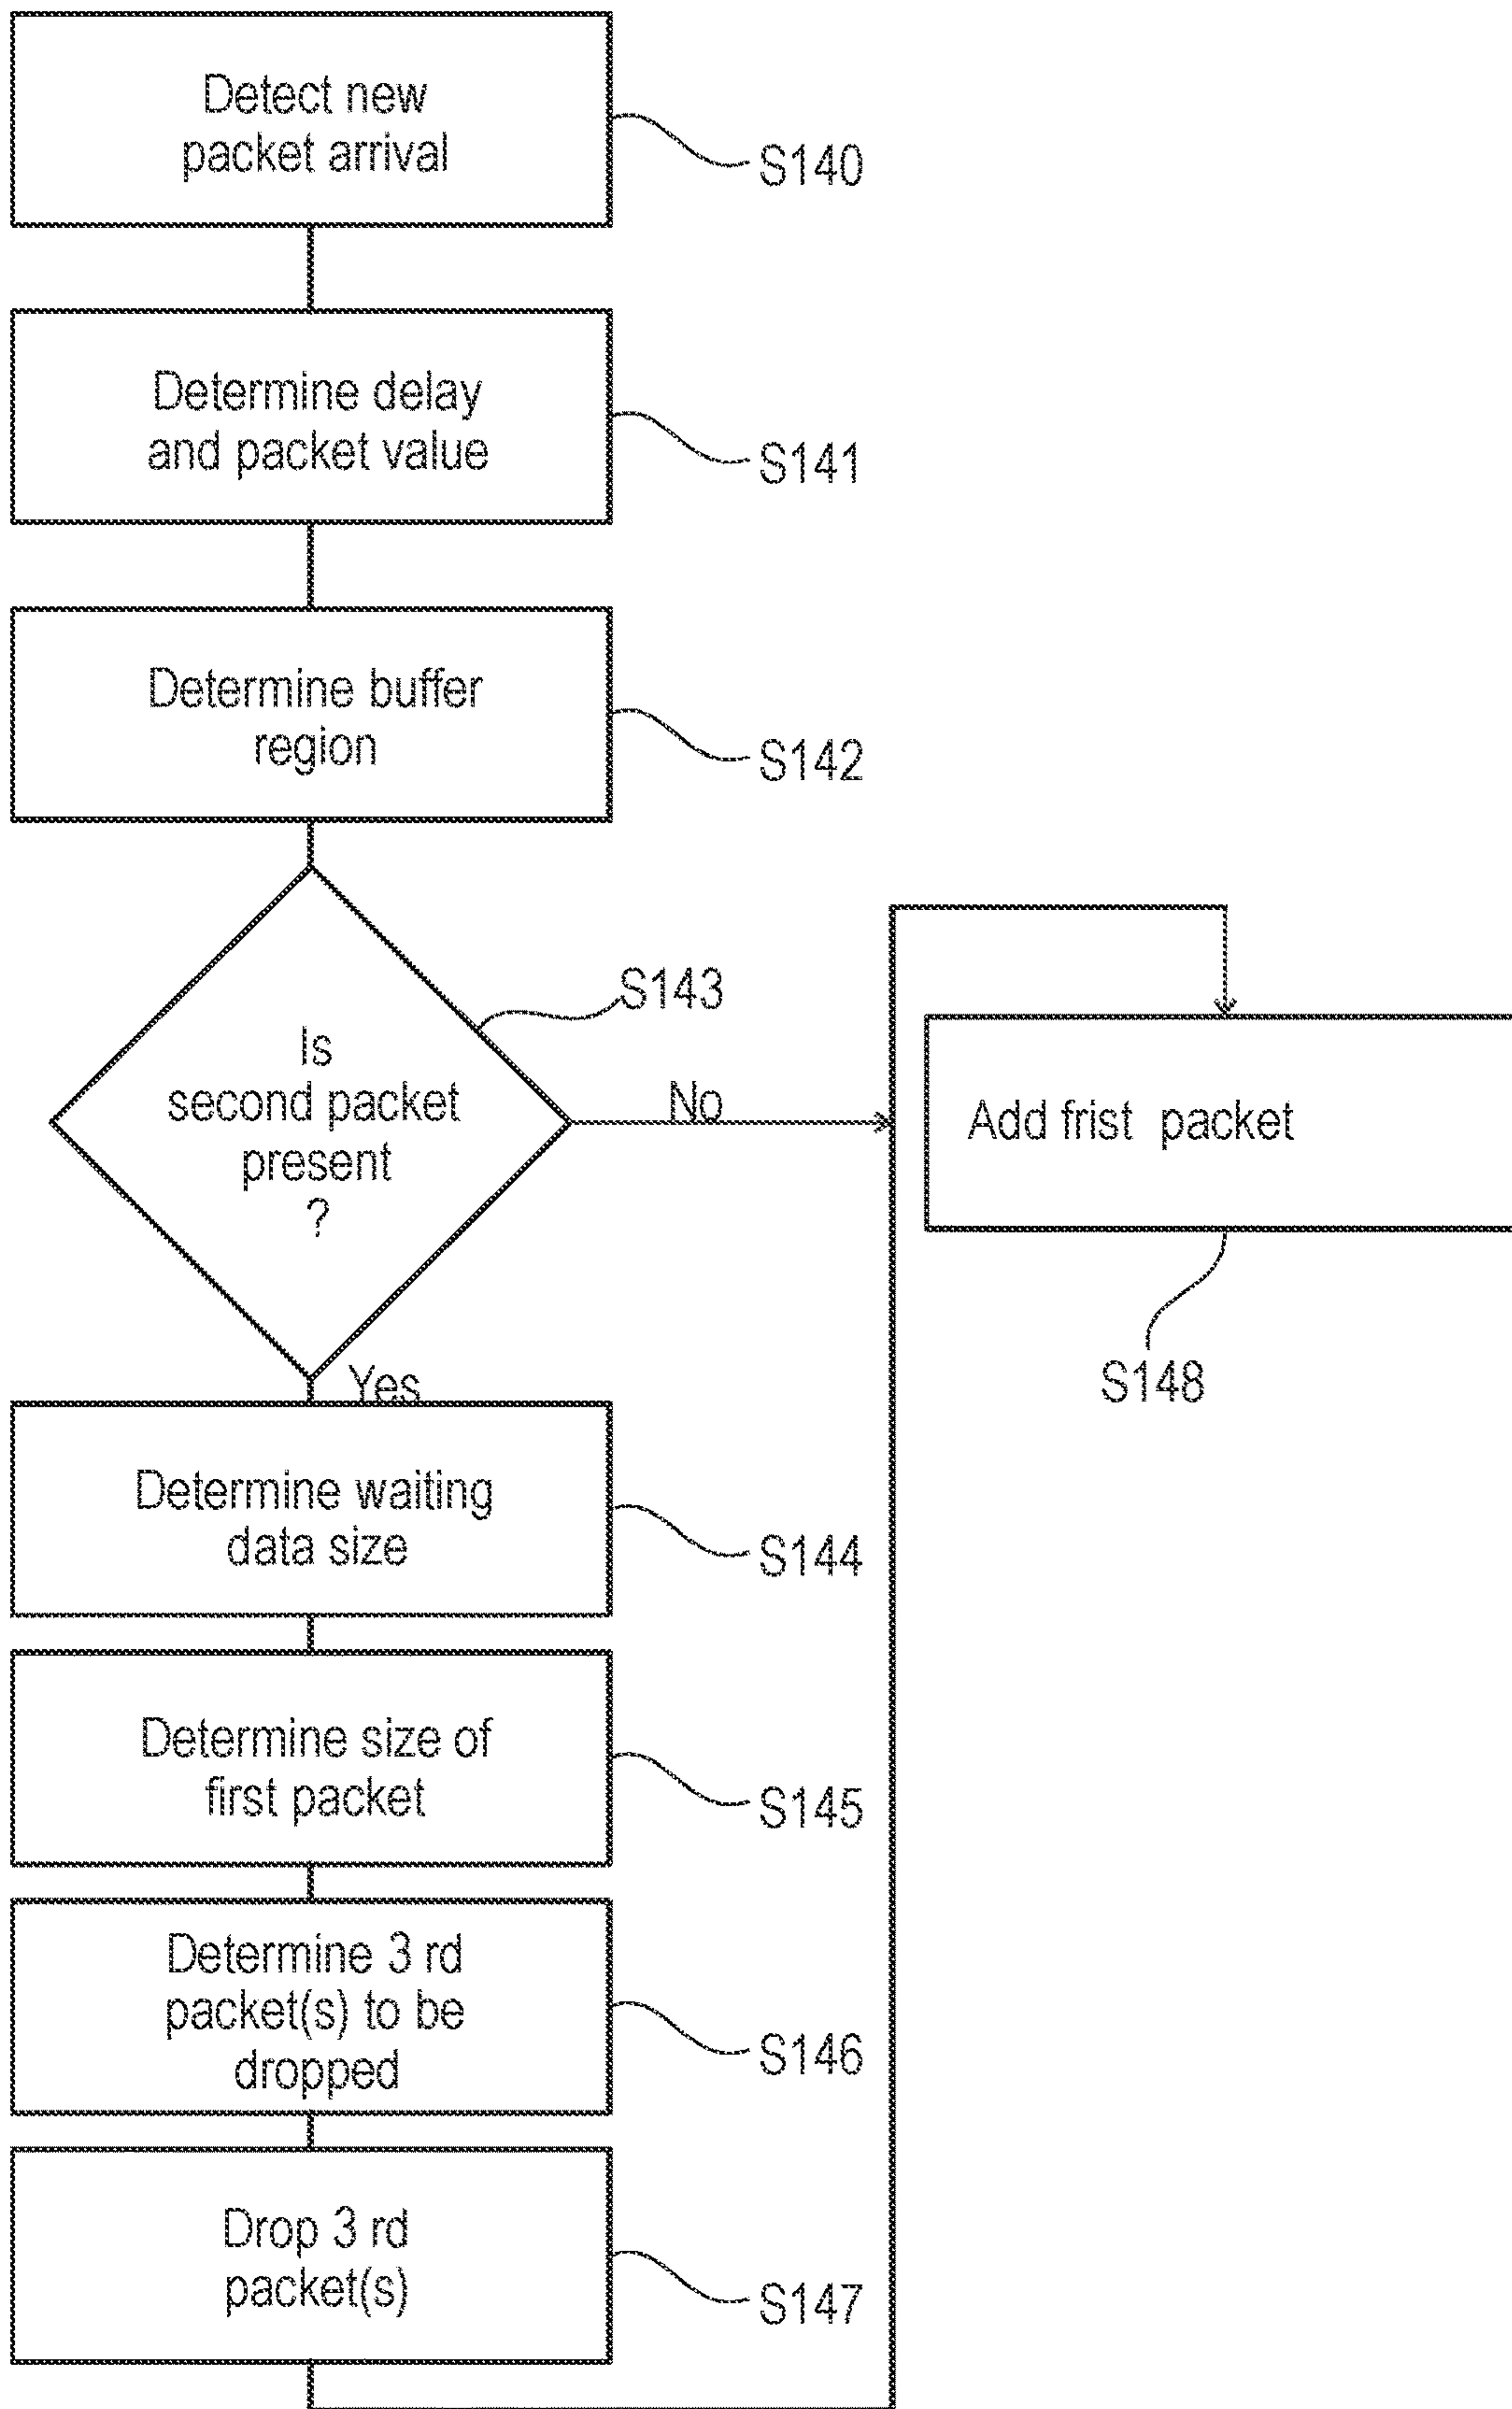 Detect new
packet arrival
S140
Determine delay
and packet value
S141
Determine buffer
region
S142
S143
Is
second packet
present
?
No
Add frist packet
S148
Yes
Determine waiting
data size
S144
Determine size of
first packet
S145
Determine 3 rd
packet(s) to be
dropped
S146
Drop 3 rd
packet(s)
S147